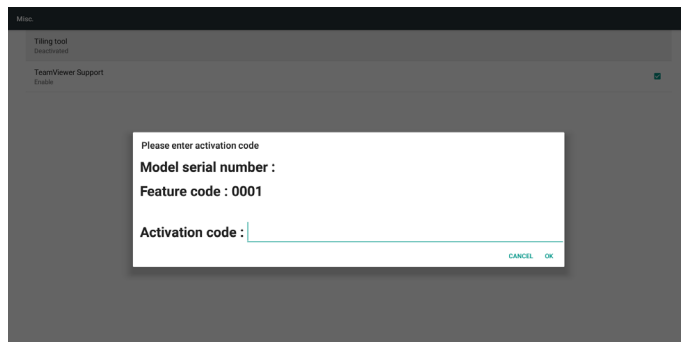 Misc.
Tiling tool
Deactivated
TeamViewer Support
Enable
Please enter activation code
Model serial number :
Feature code : 0001
Activation code :
CANCEL OK